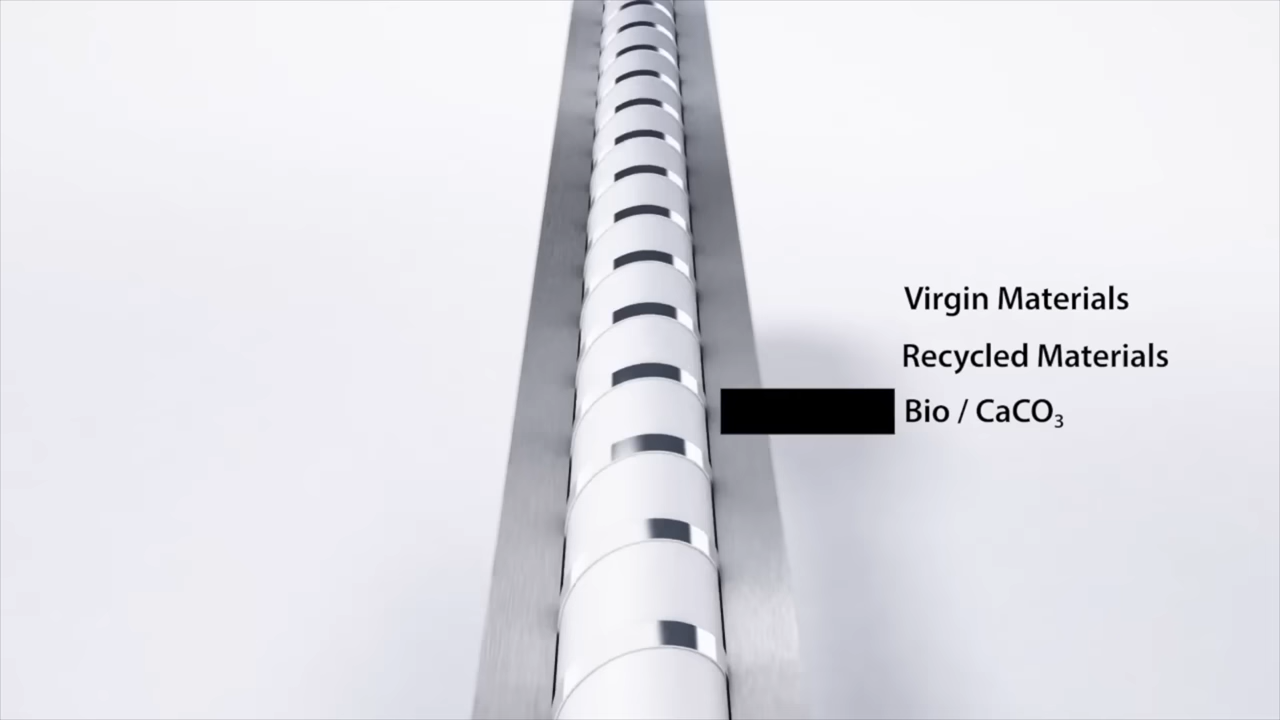 Virgin Materials
Recycled Materials
Bio / CaCO₃